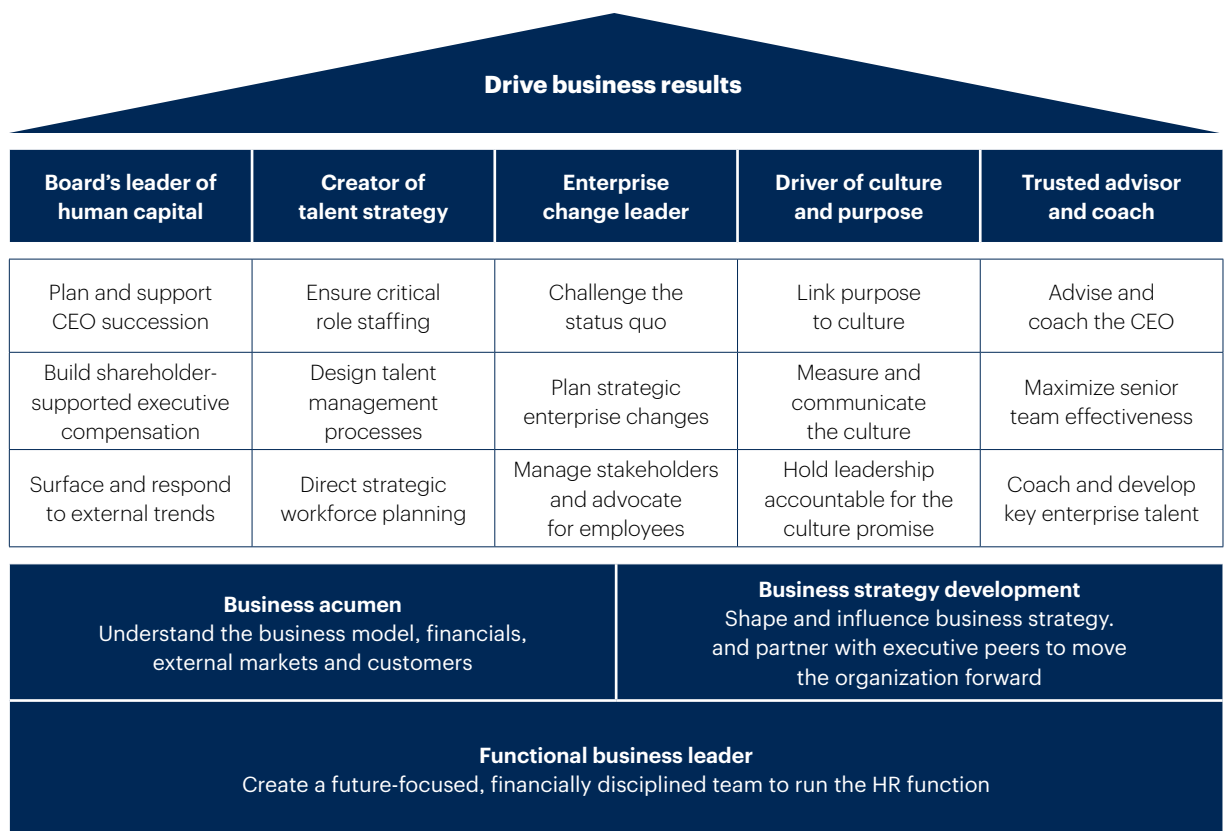 Drive business results
Board’s leader of
human capital
Creator of
talent strategy
Enterprise
change leader
Driver of culture
and purpose
Trusted advisor
and coach
Plan and support
CEO succession
Ensure critical
role staffing
Challenge the
status quo
Link purpose
to culture
Advise and
coach the CEO
Build shareholder-
supported executive
compensation
Design talent
management
processes
Plan strategic
enterprise changes
Measure and
communicate
the culture
Maximize senior
team effectiveness
Surface and respond
to external trends
Direct strategic
workforce planning
Manage stakeholders
and advocate
for employees
Hold leadership
accountable for the
culture promise
Coach and develop
key enterprise talent
Business acumen
Understand the business model, financials,
external markets and customers
Business strategy development
Shape and influence business strategy.
and partner with executive peers to move
the organization forward
Functional business leader
Create a future-focused, financially disciplined team to run the HR function